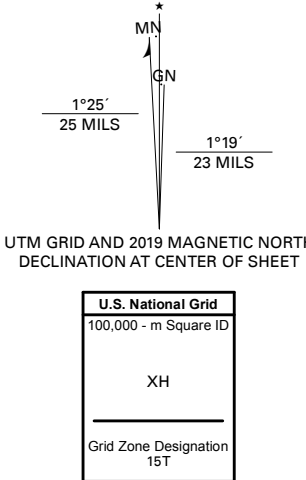 ★
MN
GN
1°25´
25 MILS
1°19´
23 MILS
UTM GRID AND 2019 MAGNETIC NORTH
DECLINATION AT CENTER OF SHEET
U.S. National Grid
100,000 - m Square ID
XH
Grid Zone Designation
15T